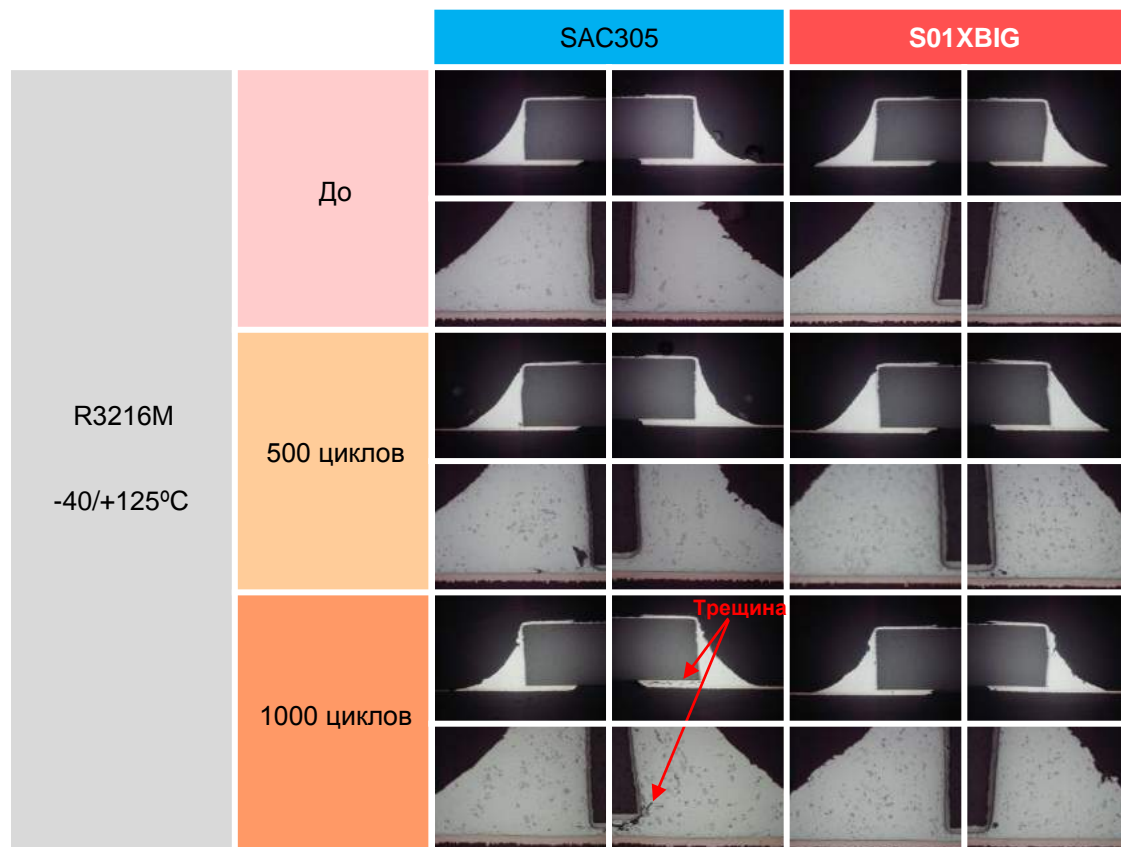 SAC305
S01XBIG
До
R3216M
-40/+125ºC
500 циклов
1000 циклов
Трещина